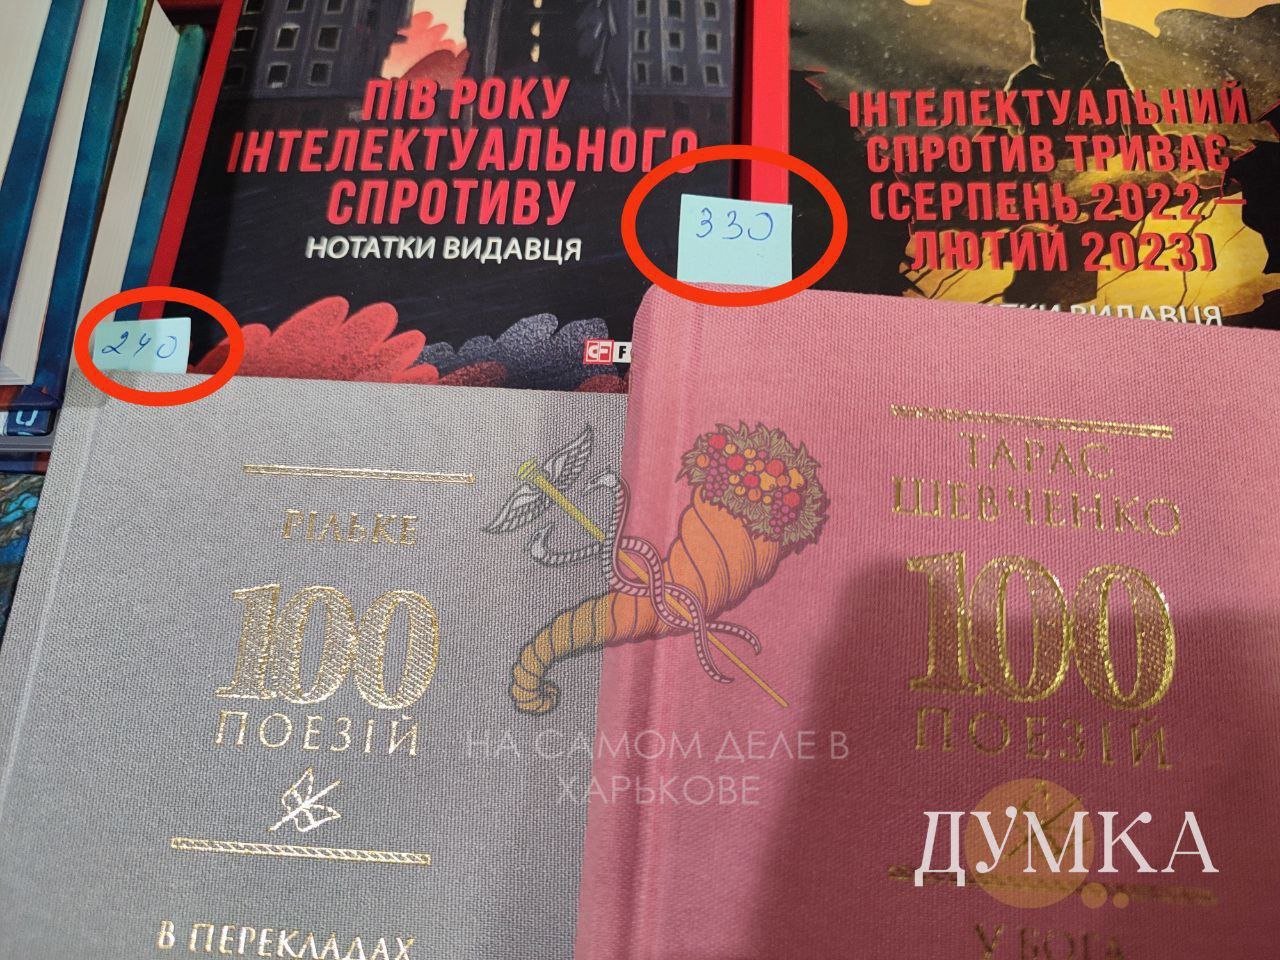 ПІВ РОКУ
ІНТЕЛЕКТУАЛЬНОГО
СПРОТИВУ
НОТАТКИ ВИДАВЦЯ
ІНТЕЛЕКТУАЛЬНИЙ
СПРОТИВ ТРИВАЄ
(СЕРПЕНЬ 2022 –
ЛЮТИЙ 2023)
ВИДАВЦЯ
330
240
РІЛЬКЕ
100
ПОЕЗІЙ
В ПЕРЕКЛАДАХ
ТАРАС
ШЕВЧЕНКО
100
ПОЕЗІЙ
НА САМОМ ДЕЛЕ В
ХАРЬКОВЕ
ДУМКА